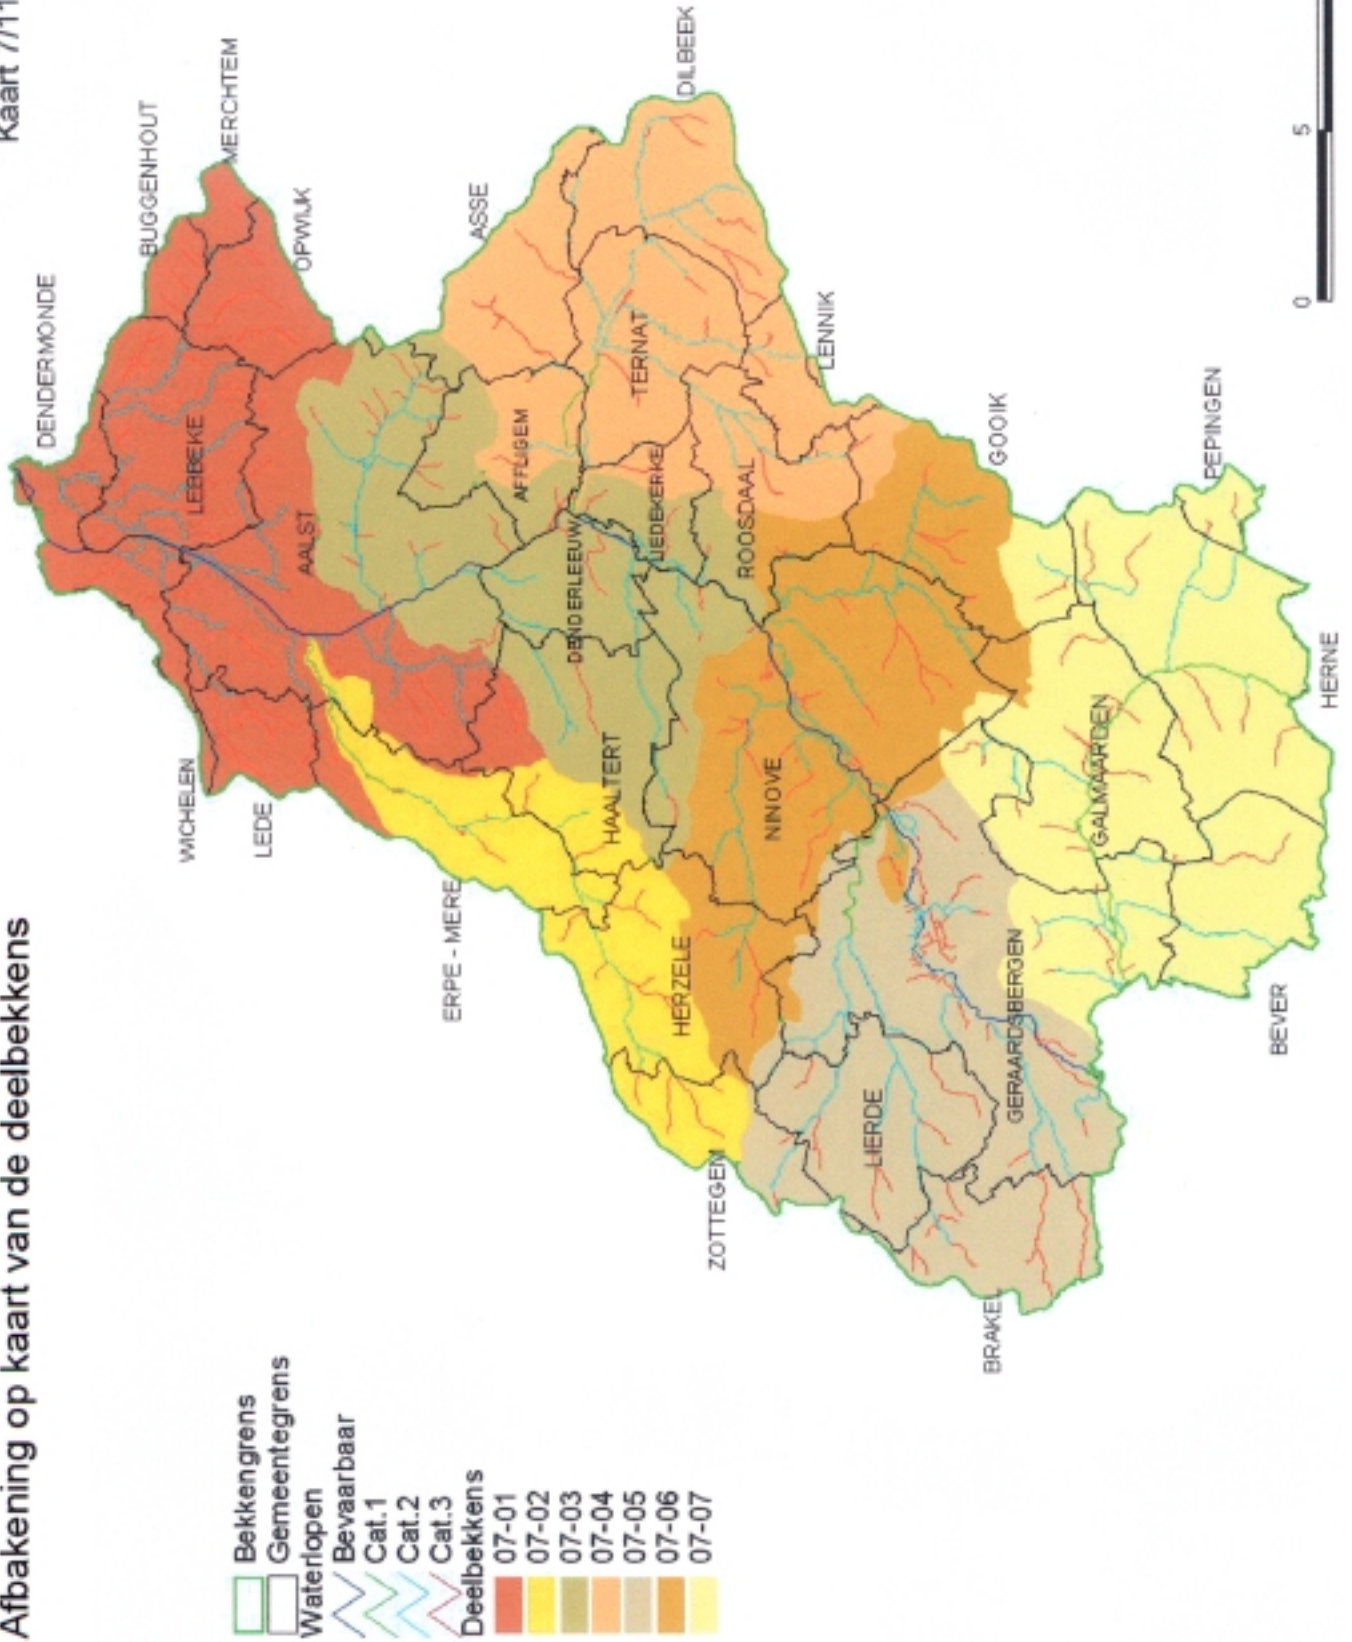 Afbakening op kaart van de deelbekkens
Kaart 7/11
Bekkengrens
Gemeentegrens
Waterlopen
Bevaarbaar
Cat.1
Cat.2
Cat.3
Deelbekkens
07-01
07-02
07-03
07-04
07-05
07-06
07-07
DENDERMONDE
BUGGENHOUT
MERCHTEM
OPWIJK
LEBBEKE
WICHELEN
LEDE
AALST
ASSE
ERPE - MERE
AFFLIGEM
DENDERLEEUW
HAALTERT
TERNAT
LIEDEKERKE
DILBEEK
HERZELE
ZOTTEGEM
ROOSDAAL
NINOVE
LENNIK
LIERDE
GOOIK
BRAKEL
GERAARDSBERGEN
GALMAARDEN
PEPINGEN
BEVER
HERNE
0
5